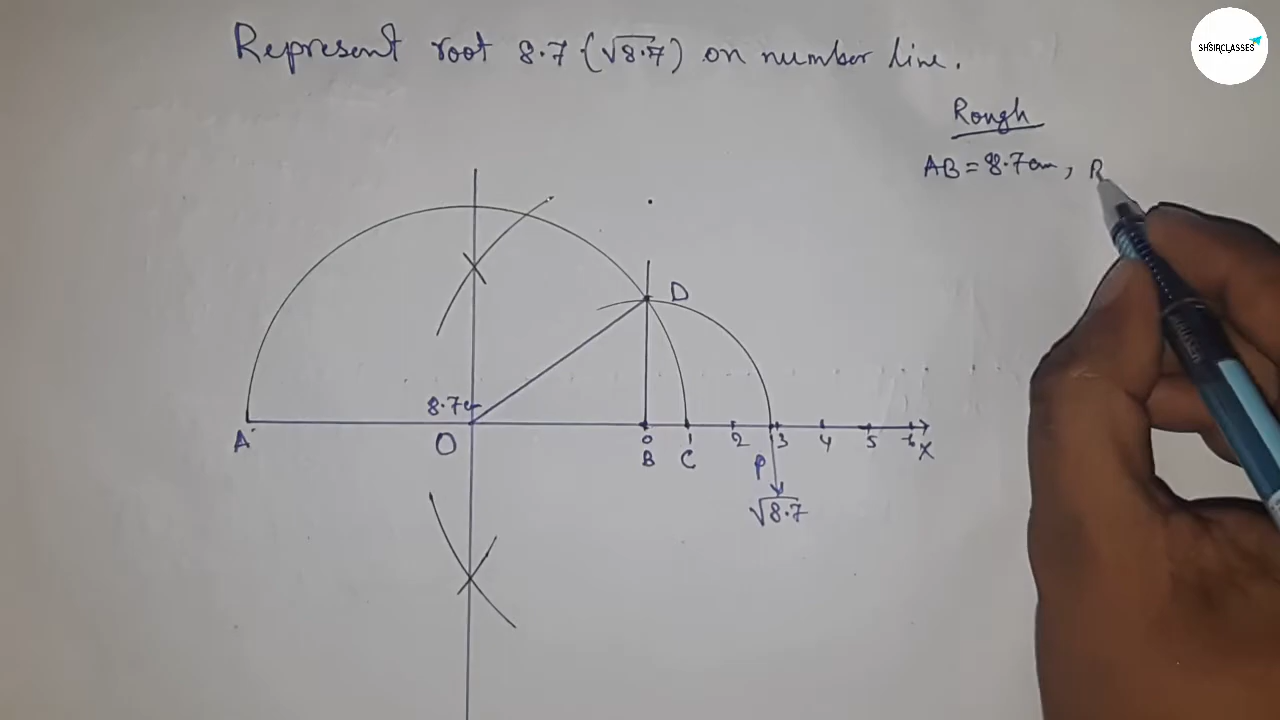 SHSIRCLASSES
Represent root 8.7 (√8.7) on number line.
Rough
AB = 8.7cm, B
D
8.7cm
A O
0 1 2 3 4 5 6 X
B C P
√8.7